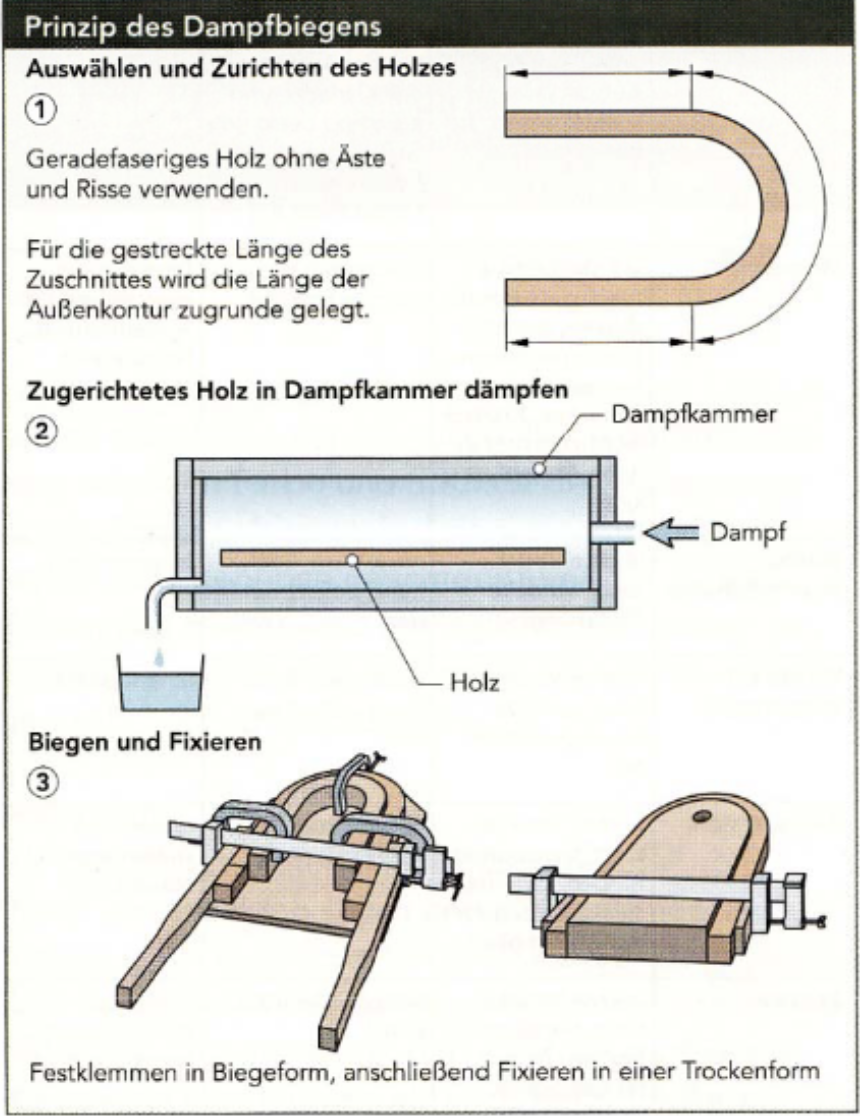 Prinzip des Dampfbiegens
Auswählen und Zurichten des Holzes
1
Geradefaseriges Holz ohne Äste
und Risse verwenden.
Für die gestreckte Länge des
Zuschnittes wird die Länge der
Außenkontur zugrunde gelegt.
Zugerichtetes Holz in Dampfkammer dämpfen
2
Dampfkammer
Dampf
Holz
Biegen und Fixieren
3
Festklemmen in Biegeform, anschließend Fixieren in einer Trockenform